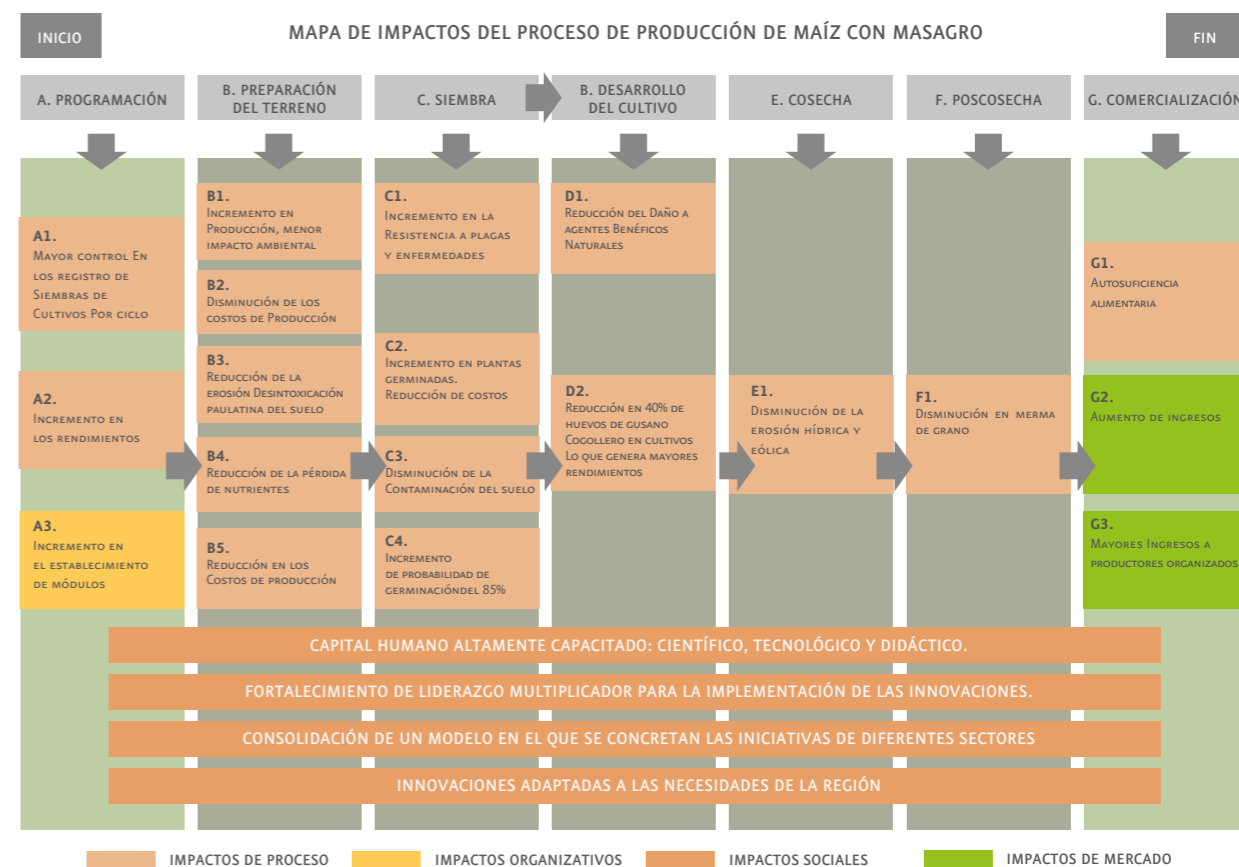 INICIO
MAPA DE IMPACTOS DEL PROCESO DE PRODUCCIÓN DE MAÍZ CON MASAGRO
FIN
A. PROGRAMACIÓN
B. PREPARACIÓN
DEL TERRENO
C. SIEMBRA
B. DESARROLLO
DEL CULTIVO
E. COSECHA
F. POSCOSECHA
G. COMERCIALIZACIÓN
A1.
Mayor control En
los registro de
Siembras de
Cultivos Por ciclo
A2.
Incremento en
los rendimientos
A3.
Incremento en
el establecimiento
de módulos
B1.
Incremento en
Producción, menor
impacto ambiental
B2.
Disminución de los
costos de Producción
B3.
Reducción de la
erosión Desintoxicación
paulatina del suelo
B4.
Reducción de la pérdida
de nutrientes
B5.
Reducción en los
Costos de producción
C1.
Incremento en la
Resistencia a plagas
y enfermedades
C2.
Incremento en plantas
germinadas.
Reducción de costos
C3.
Disminución de la
Contaminación del suelo
C4.
Incremento
de probabilidad de
germinacióndel 85%
D1.
Reducción del Daño a
agentes Benéficos
Naturales
D2.
Reducción en 40% de
huevos de gusano
Cogollero en cultivos
Lo que genera mayores
rendimientos
E1.
Disminución de la
erosión hídrica y
eólica
F1.
Disminución en merma
de grano
G1.
Autosuficiencia
alimentaria
G2.
Aumento de ingresos
G3.
Mayores Ingresos a
productores organizados
CAPITAL HUMANO ALTAMENTE CAPACITADO: CIENTÍFICO, TECNOLÓGICO Y DIDÁCTICO.
FORTALECIMIENTO DE LIDERAZGO MULTIPLICADOR PARA LA IMPLEMENTACIÓN DE LAS INNOVACIONES.
CONSOLIDACIÓN DE UN MODELO EN EL QUE SE CONCRETAN LAS INICIATIVAS DE DIFERENTES SECTORES
INNOVACIONES ADAPTADAS A LAS NECESIDADES DE LA REGIÓN
IMPACTOS DE PROCESO
IMPACTOS ORGANIZATIVOS
IMPACTOS SOCIALES
IMPACTOS DE MERCADO